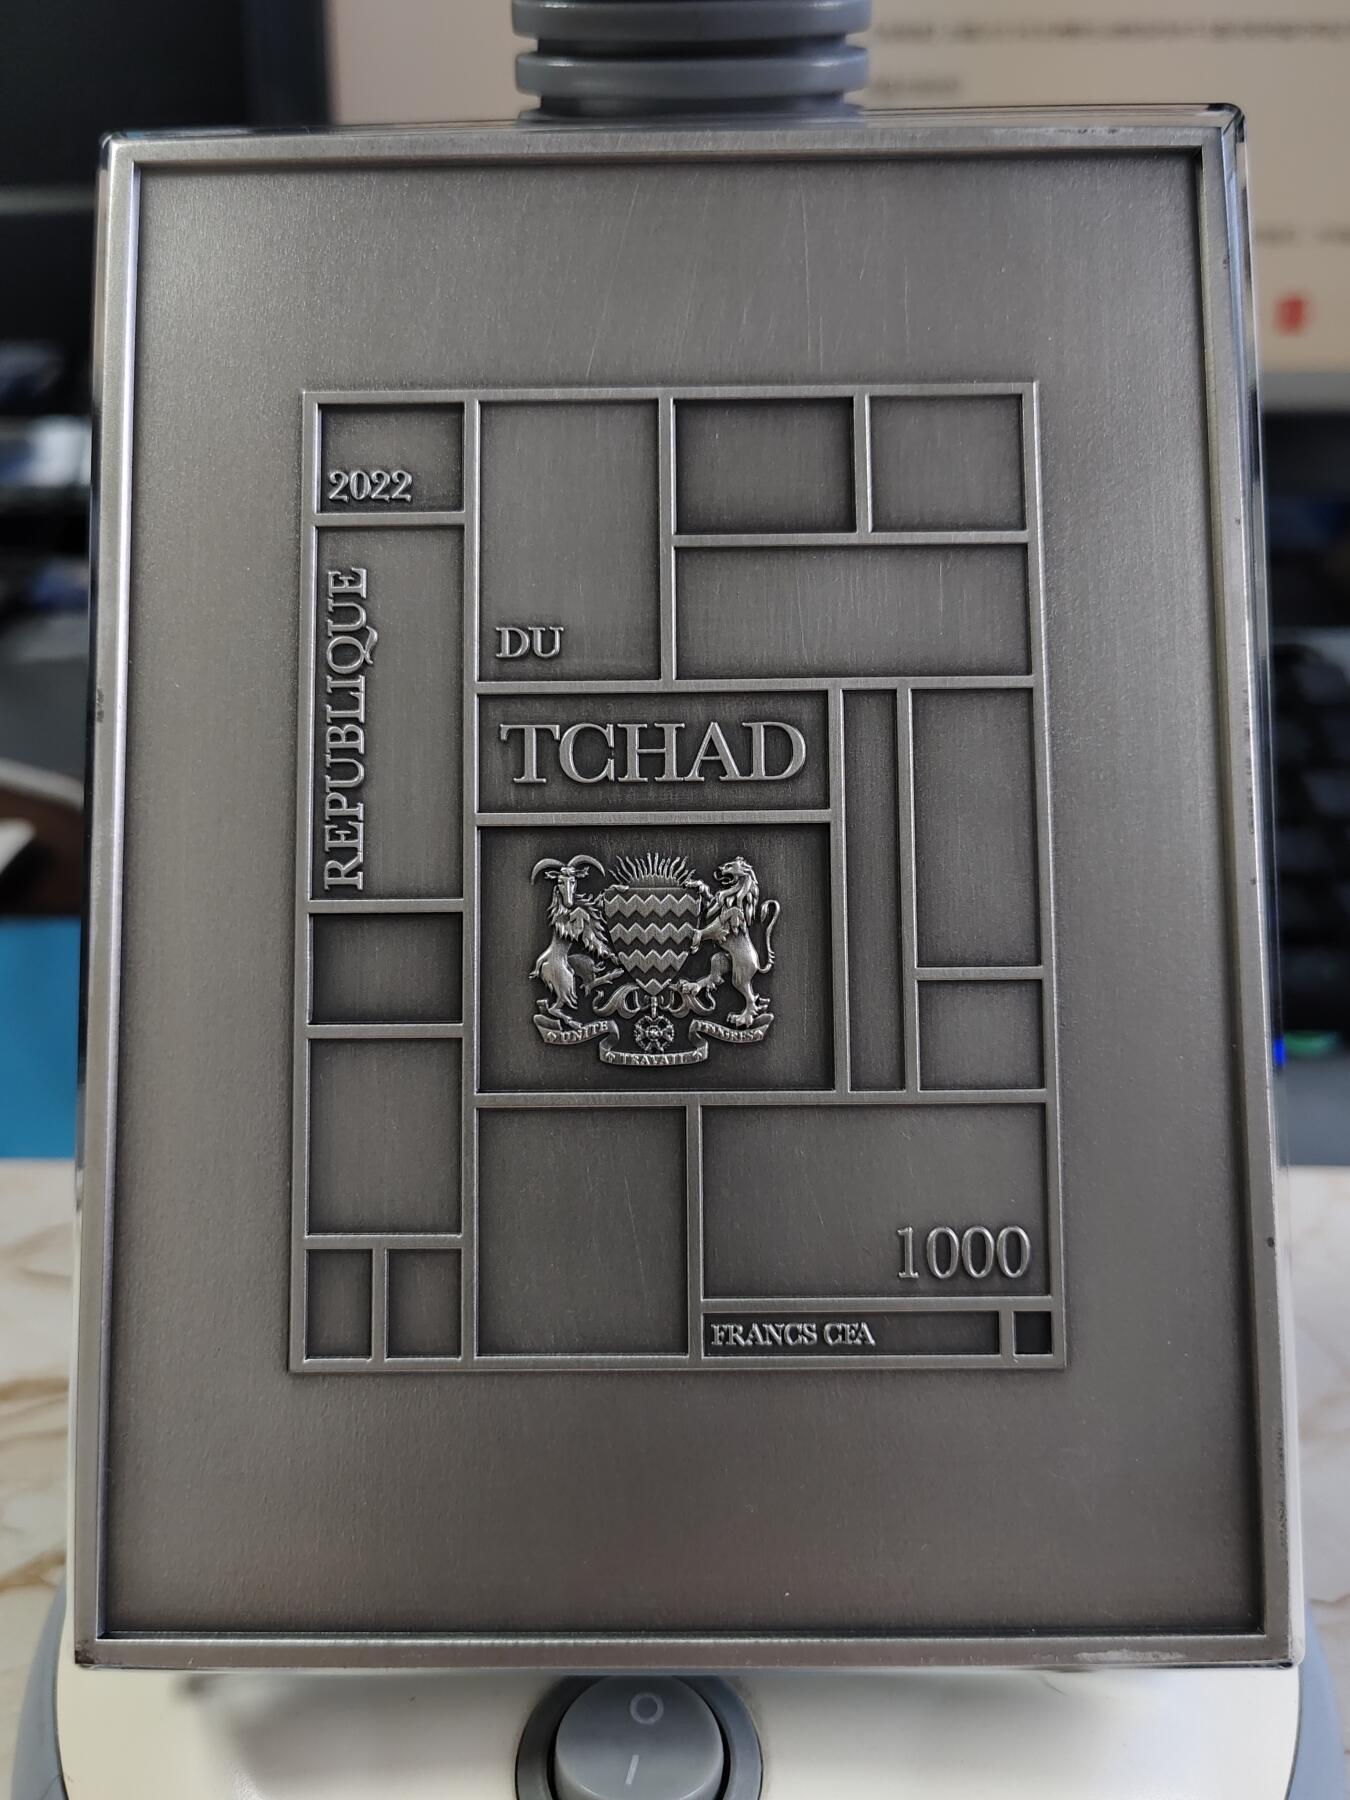 2022
REPUBLIQUE
DU
TCHAD
UNITE
TRAVAIL
PROGRES
1000
FRANCS CFA